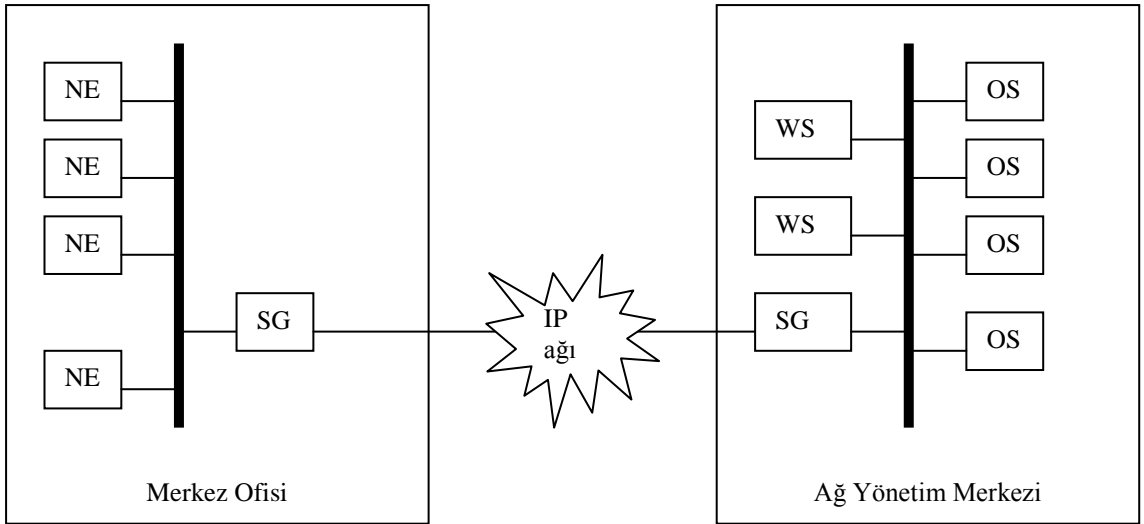 NE
NE
NE
NE
SG
Merkez Ofisi
IP
ağı
WS
WS
SG
OS
OS
OS
OS
Ağ Yönetim Merkezi